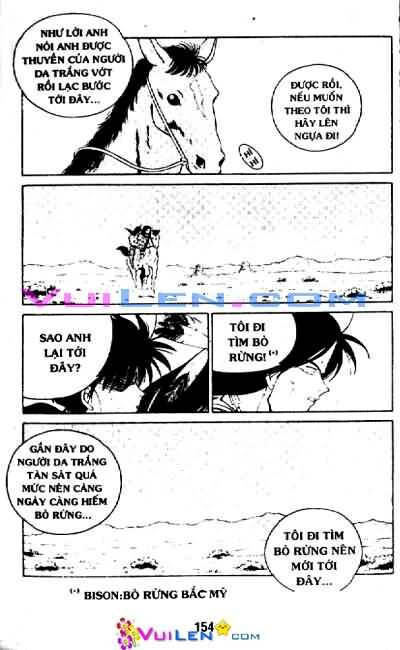 NHƯ LỜI ANH
NÓI ANH ĐƯỢC
THUYỀN CỦA NGƯỜI
DA TRẮNG VỚT
RỒI LẠC BƯỚC
TỚI ĐÂY...
ĐƯỢC RỒI,
NẾU MUỐN
THEO TÔI THÌ
HÃY LÊN
NGỰA ĐI!
HÍ
HÍ
VUILEN.COM
SAO ANH
LẠI TỚI
ĐÂY?
TÔI ĐI
TÌM BÒ
RỪNG! (*)
GẦN ĐÂY DO
NGƯỜI DA TRẮNG
TÀN SÁT QUÁ
MỨC NÊN CÀNG
NGÀY CÀNG HIẾM
BÒ RỪNG...
TÔI ĐI TÌM
BÒ RỪNG NÊN
MỚI TỚI
ĐÂY...
(*) BISON:BÒ RỪNG BẮC MỸ
154
VUILEN.COM